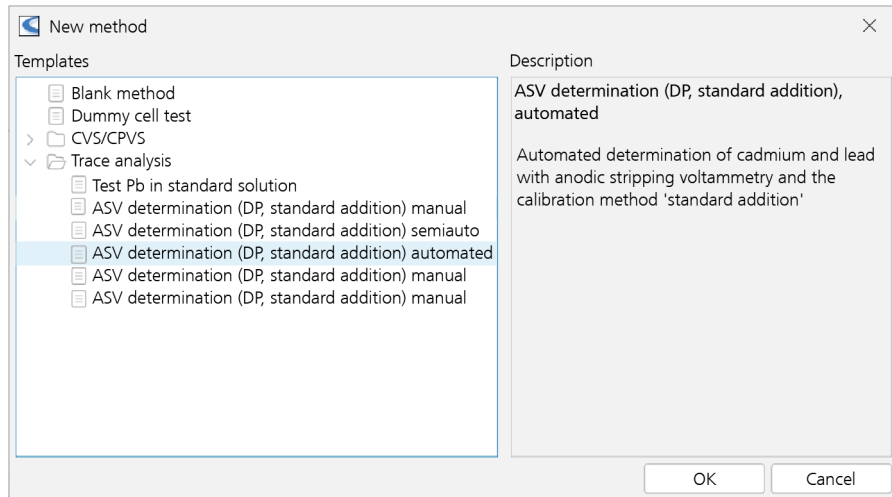 New method
Templates
Blank method
Dummy cell test
CVS/CPVS
Trace analysis
Test Pb in standard solution
ASV determination (DP, standard addition) manual
ASV determination (DP, standard addition) semiauto
ASV determination (DP, standard addition) automated
ASV determination (DP, standard addition) manual
ASV determination (DP, standard addition) manual
Description
ASV determination (DP, standard addition),
automated
Automated determination of cadmium and lead
with anodic stripping voltammetry and the
calibration method 'standard addition'
OK
Cancel